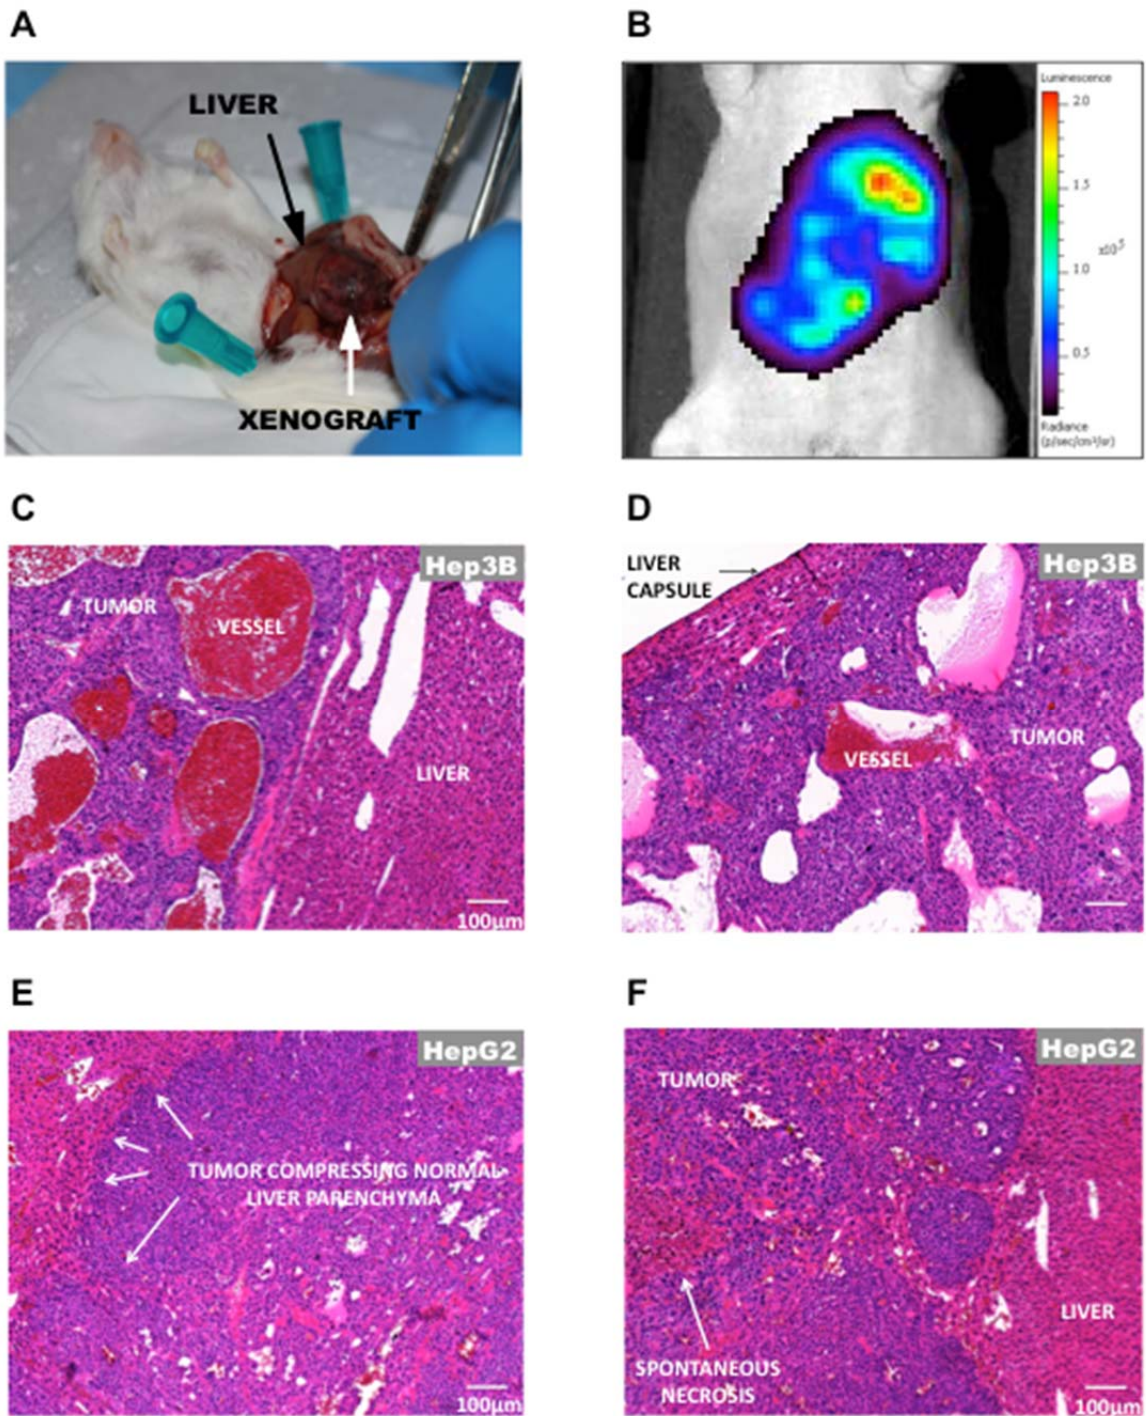 A
B
LIVER
XENOGRAFT
Luminescence
2.0
1.5
1.0
x10⁵
0.5
Radiance
(p/sec/cm²/sr)
C
D
Hep3B
TUMOR
VESSEL
LIVER
100µm
LIVER
CAPSULE
Hep3B
VESSEL
TUMOR
E
F
HepG2
TUMOR COMPRESSING NORMAL
LIVER PARENCHYMA
100µm
HepG2
TUMOR
LIVER
SPONTANEOUS
NECROSIS
100µm